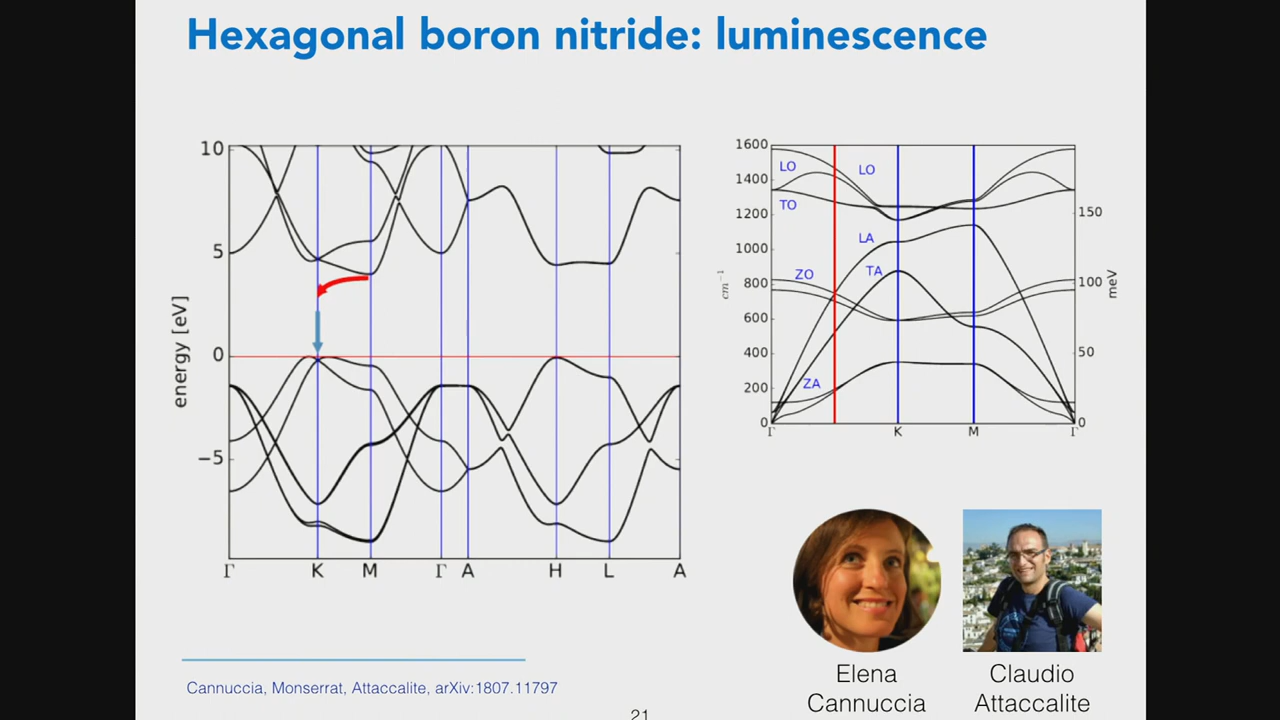 Hexagonal boron nitride: luminescence
energy [eV]
10
5
0
−5
Γ K M Γ A H L A
cm⁻¹
1600
1400
1200
1000
800
600
400
200
0
LO
LO
TO
LA
TA
ZO
ZA
150
100
50
0
meV
Γ K M Γ
Elena
Cannuccia
Claudio
Attaccalite
Cannuccia, Monserrat, Attaccalite, arXiv:1807.11797
21